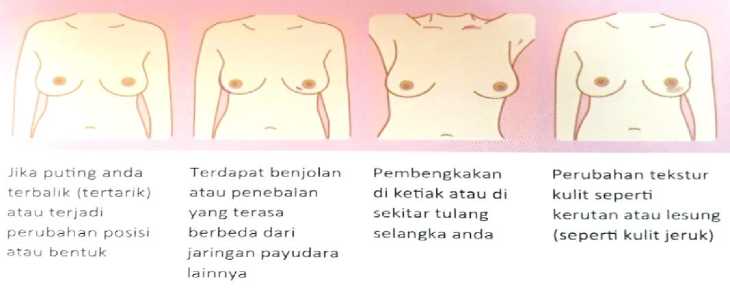 Jika puting anda
terbalik (tertarik)
atau terjadi
perubahan posisi
atau bentuk
Terdapat benjolan
atau penebalan
yang terasa
berbeda dari
jaringan payudara
lainnya
Pembengkakan
di ketiak atau di
sekitar tulang
selangka anda
Perubahan tekstur
kulit seperti
kerutan atau lesung
(seperti kulit jeruk)